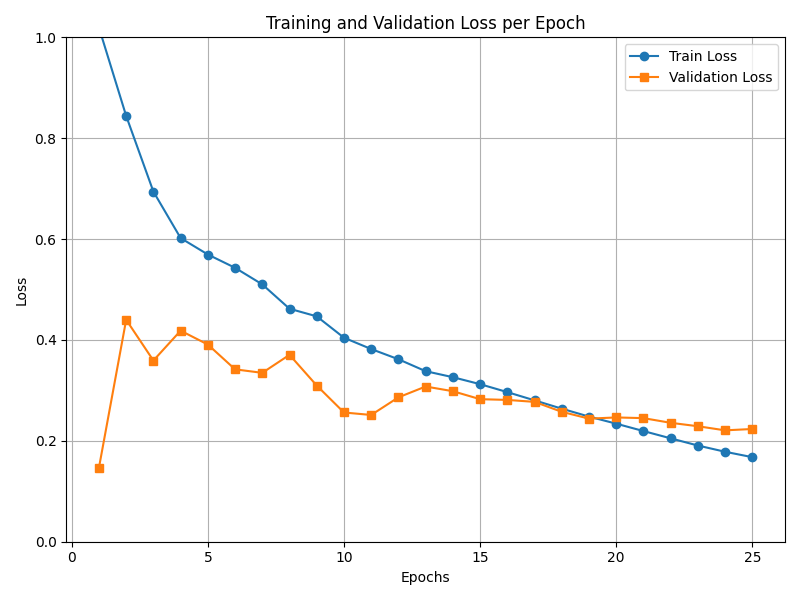 Training and Validation Loss per Epoch
Train Loss
Validation Loss
Loss
1.0
0.8
0.6
0.4
0.2
0.0
0 5 10 15 20 25
Epochs